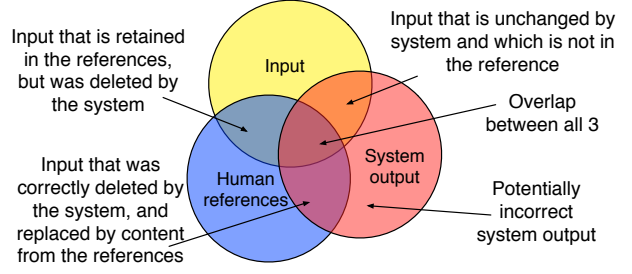 Input that is retained
in the references,
but was deleted by
the system
Input
Input that is unchanged by
system and which is not in
the reference
Overlap
between all 3
Input that was
correctly deleted by
the system, and
replaced by content
from the references
Human
references
System
output
Potentially
incorrect
system output